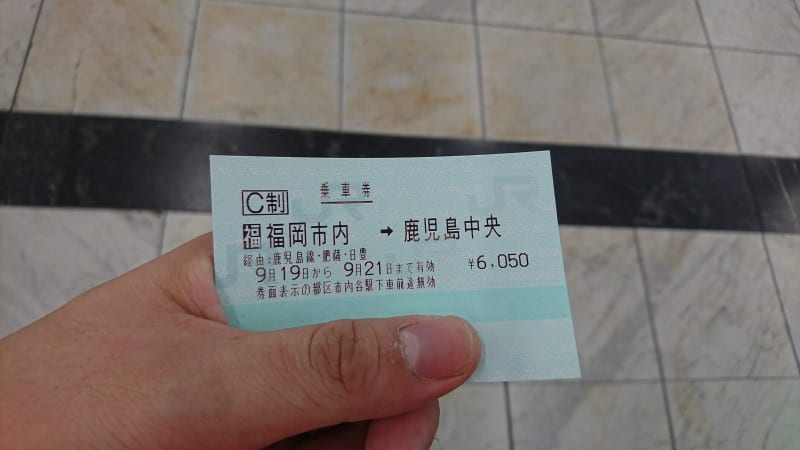 乗車券
C制
福 福岡市内 → 鹿児島中央
経由:鹿児島線・肥薩・日豊
9月19日から 9月21日まで有効 ¥6,050
券面表示の都区市内各駅下車前途無効